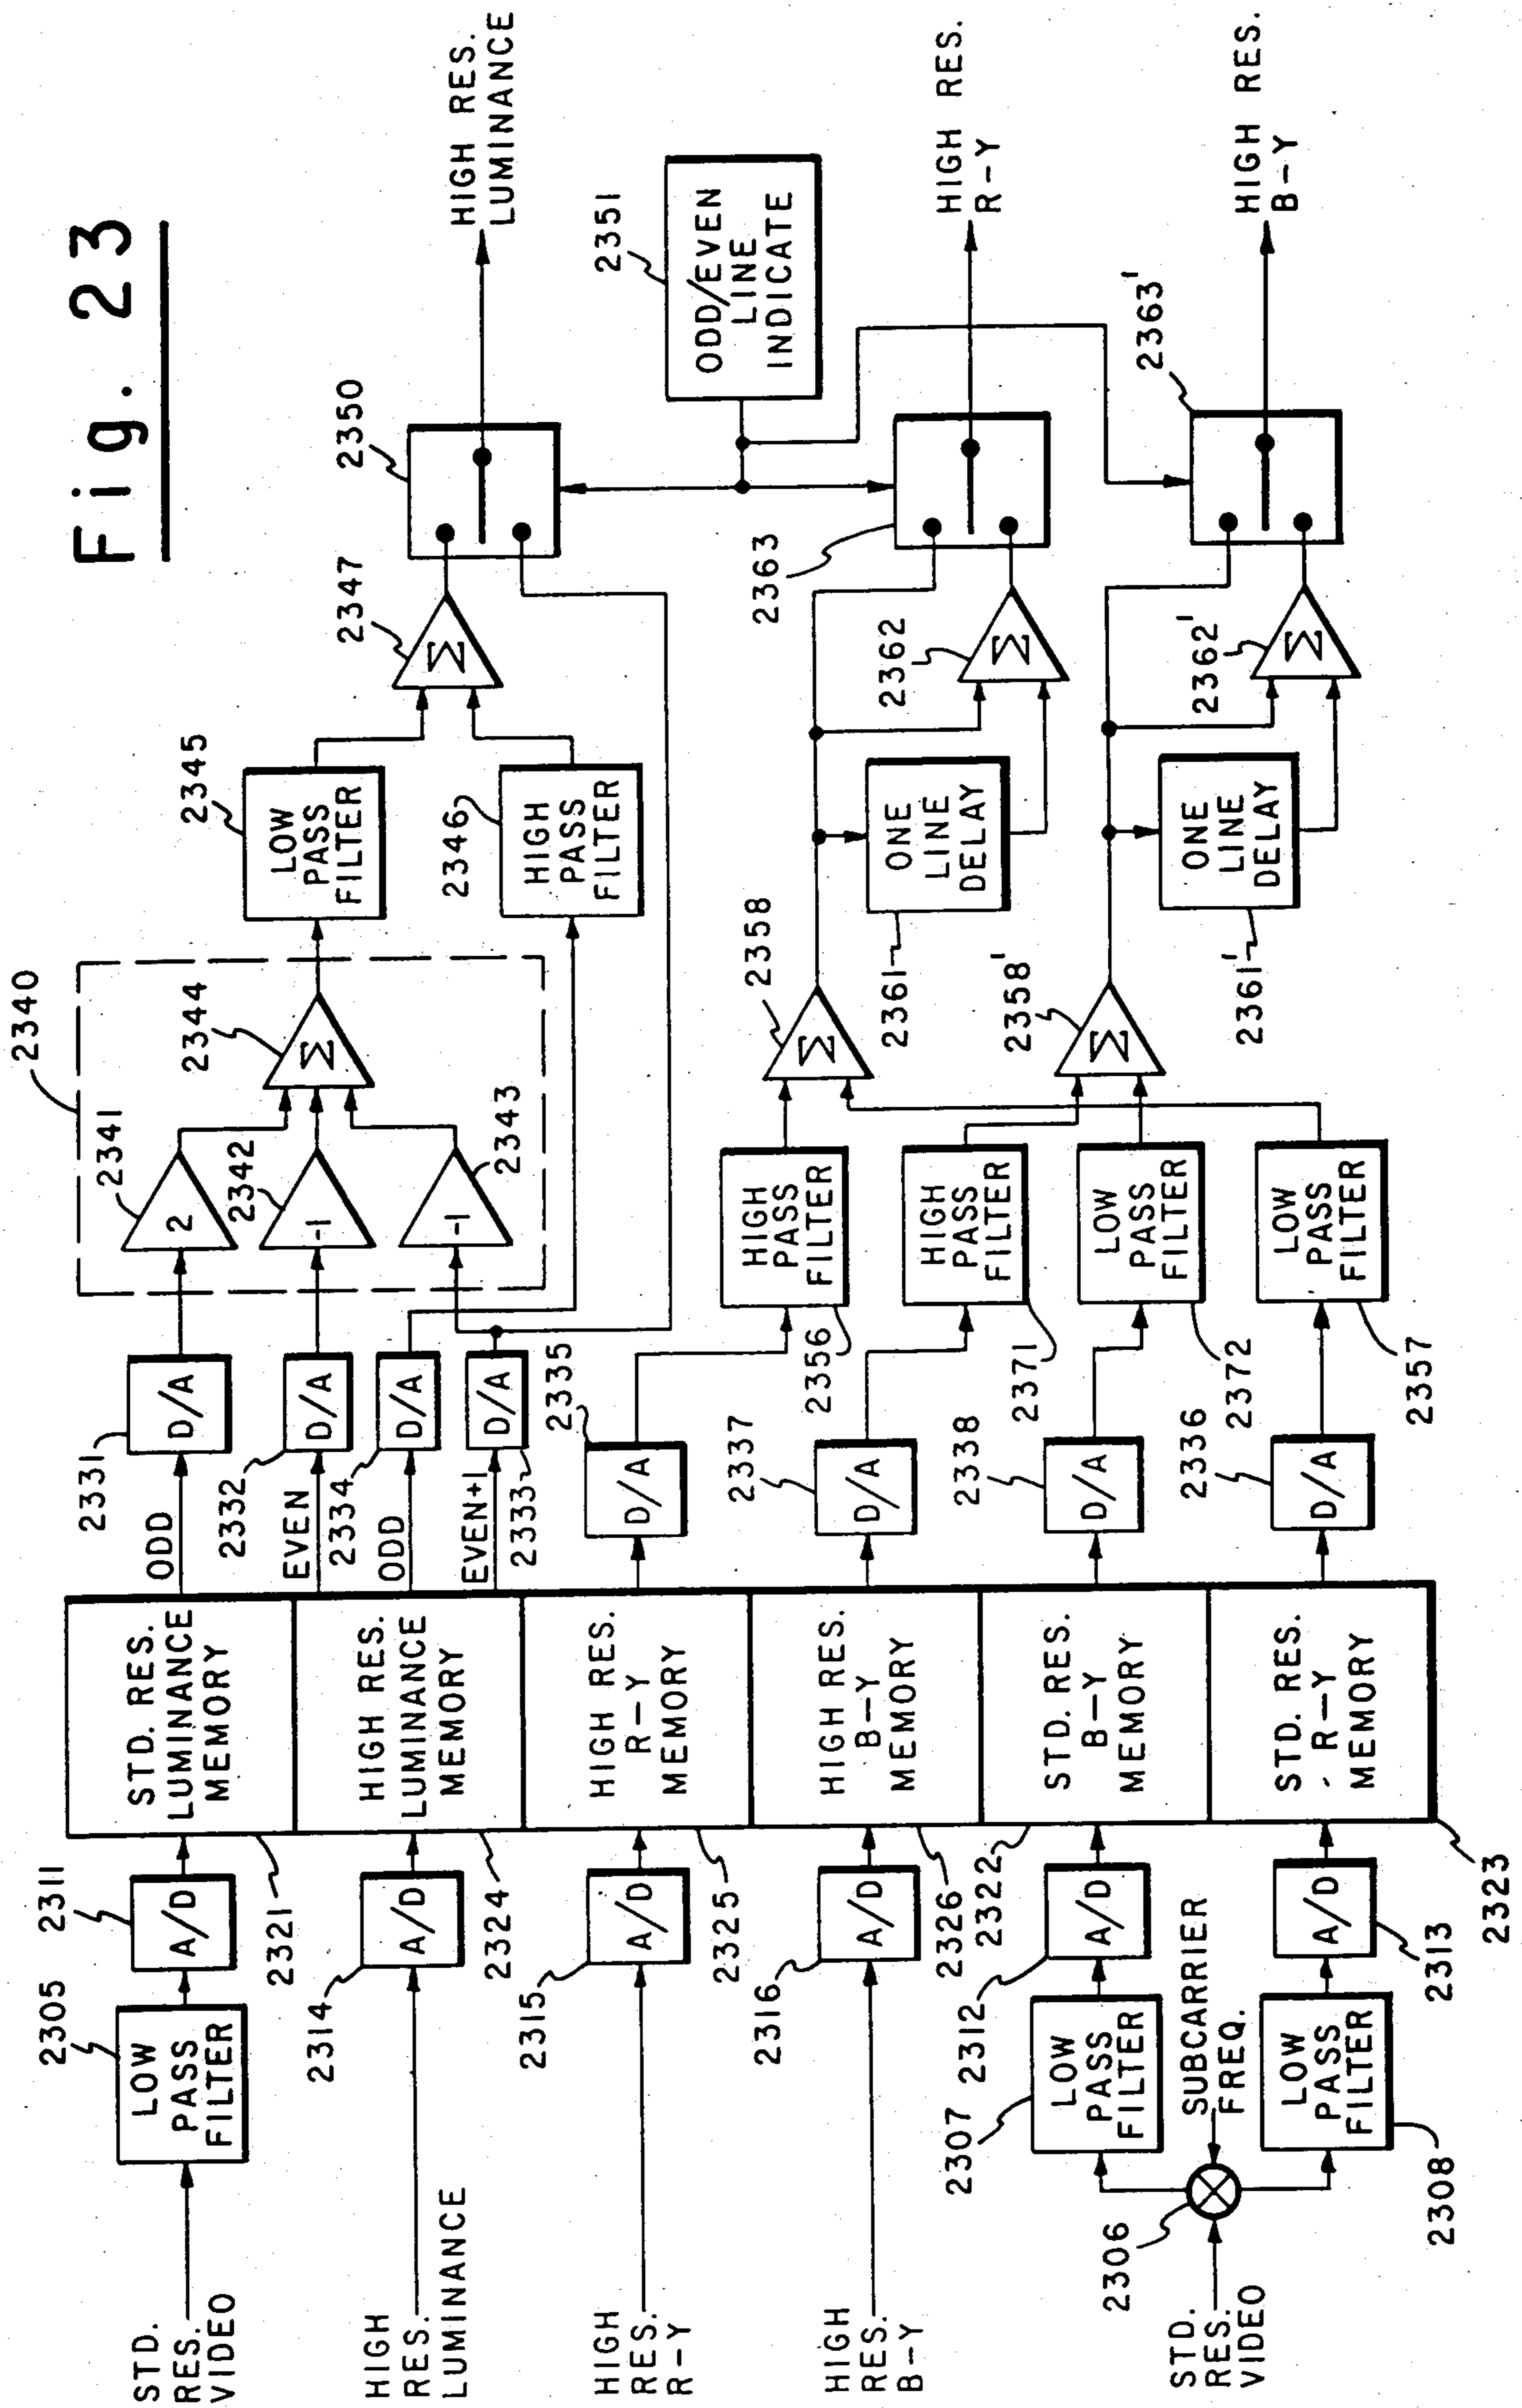 Fig. 23
STD.
RES.
VIDEO
LOW
PASS
FILTER
2305
A/D
2311
STD. RES.
LUMINANCE
MEMORY
2321
HIGH
RES.
LUMINANCE
A/D
2314
HIGH RES.
LUMINANCE
MEMORY
2324
HIGH
RES.
R-Y
A/D
2315
HIGH RES.
R-Y
MEMORY
2325
HIGH
RES.
B-Y
A/D
2316
HIGH RES.
B-Y
MEMORY
2326
STD.
RES.
VIDEO
2306
SUBCARRIER
FREQ.
LOW
PASS
FILTER
2307
A/D
2312
STD. RES.
B-Y
MEMORY
2322
LOW
PASS
FILTER
2308
A/D
2313
STD. RES.
R-Y
MEMORY
2323
ODD
D/A
2331
EVEN
D/A
2332
ODD
D/A
2334
EVEN+1
D/A
2333
D/A
2335
D/A
2337
D/A
2338
D/A
2336
2340
2
2341
-1
2342
-1
2343
Σ
2344
LOW
PASS
FILTER
2345
HIGH
PASS
FILTER
2346
Σ
2347
2350
HIGH RES.
LUMINANCE
ODD/EVEN
LINE
INDICATE
2351
HIGH
PASS
FILTER
2356
HIGH
PASS
FILTER
2371
LOW
PASS
FILTER
2372
LOW
PASS
FILTER
2357
Σ
2358
ONE
LINE
DELAY
2361
Σ
2362
2363
HIGH RES.
R-Y
Σ
2358'
ONE
LINE
DELAY
2361'
Σ
2362'
2363'
HIGH RES.
B-Y